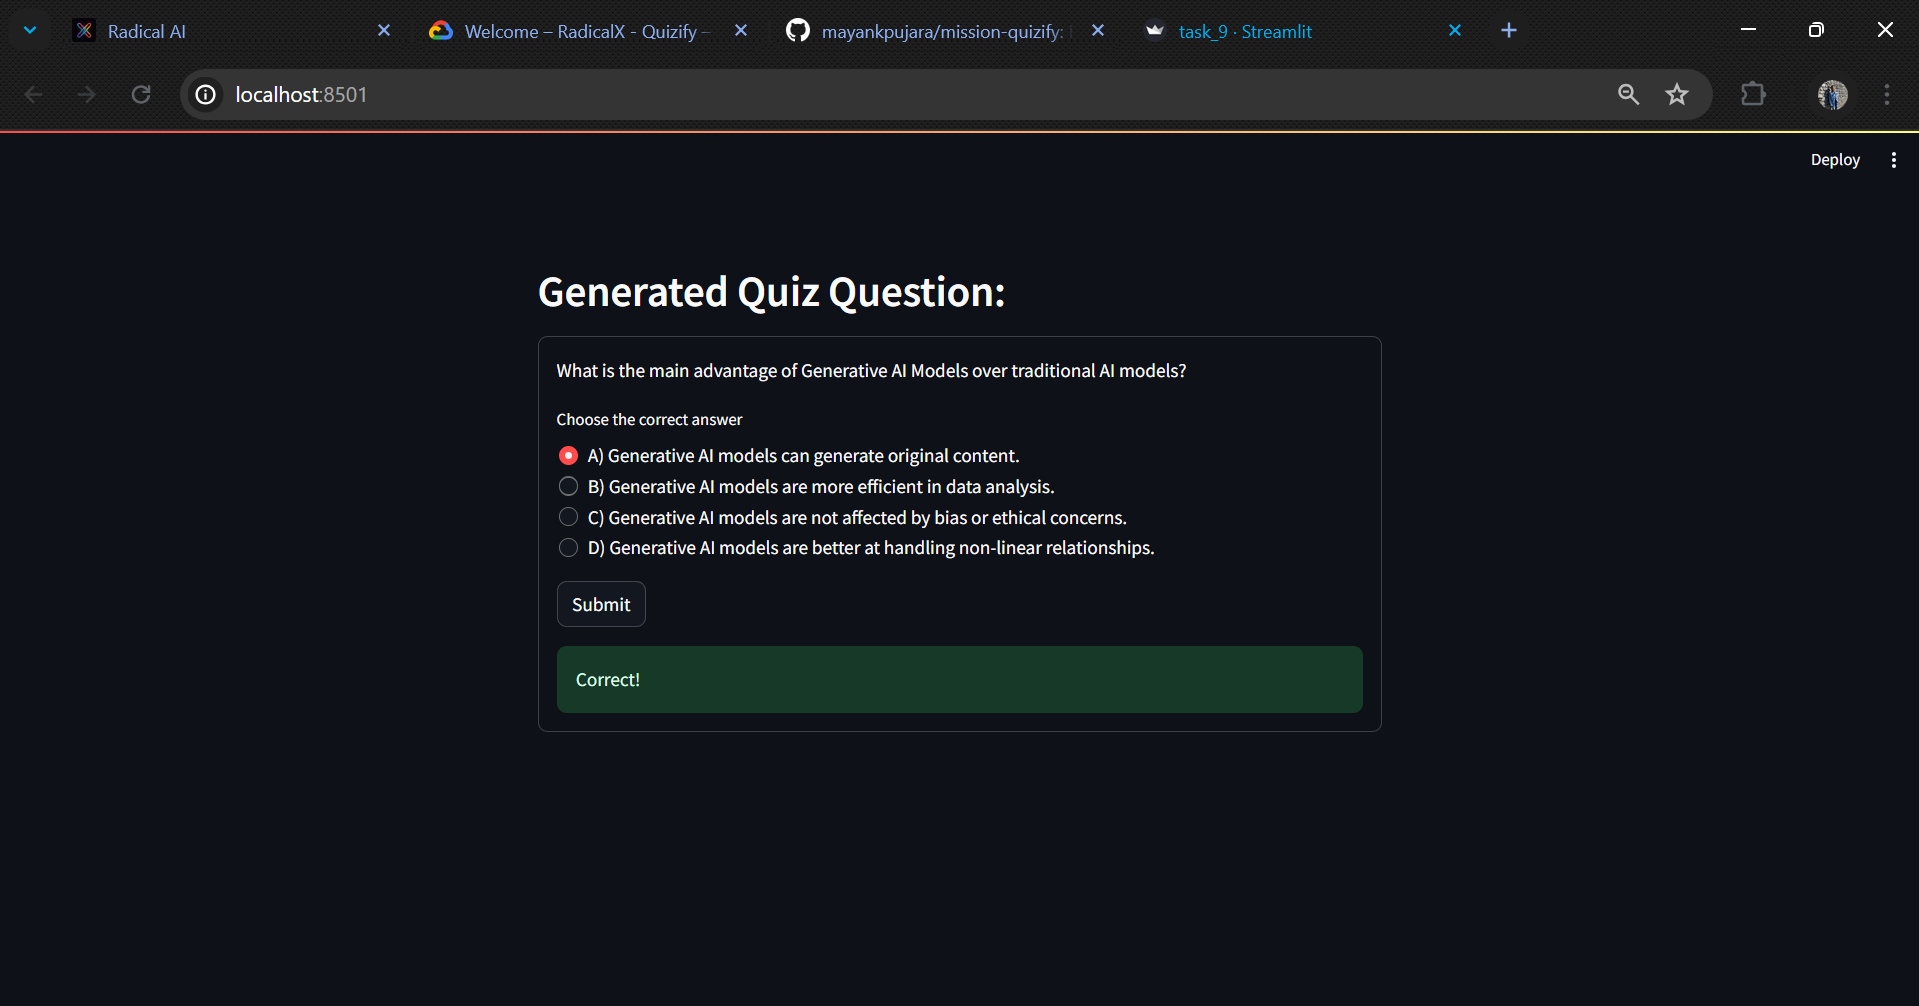 Radical AI
Welcome – RadicalX - Quizify –
mayankpujara/mission-quizify:
task_9 · Streamlit
localhost:8501
Deploy
Generated Quiz Question:
What is the main advantage of Generative AI Models over traditional AI models?
Choose the correct answer
A) Generative AI models can generate original content.
B) Generative AI models are more efficient in data analysis.
C) Generative AI models are not affected by bias or ethical concerns.
D) Generative AI models are better at handling non-linear relationships.
Submit
Correct!